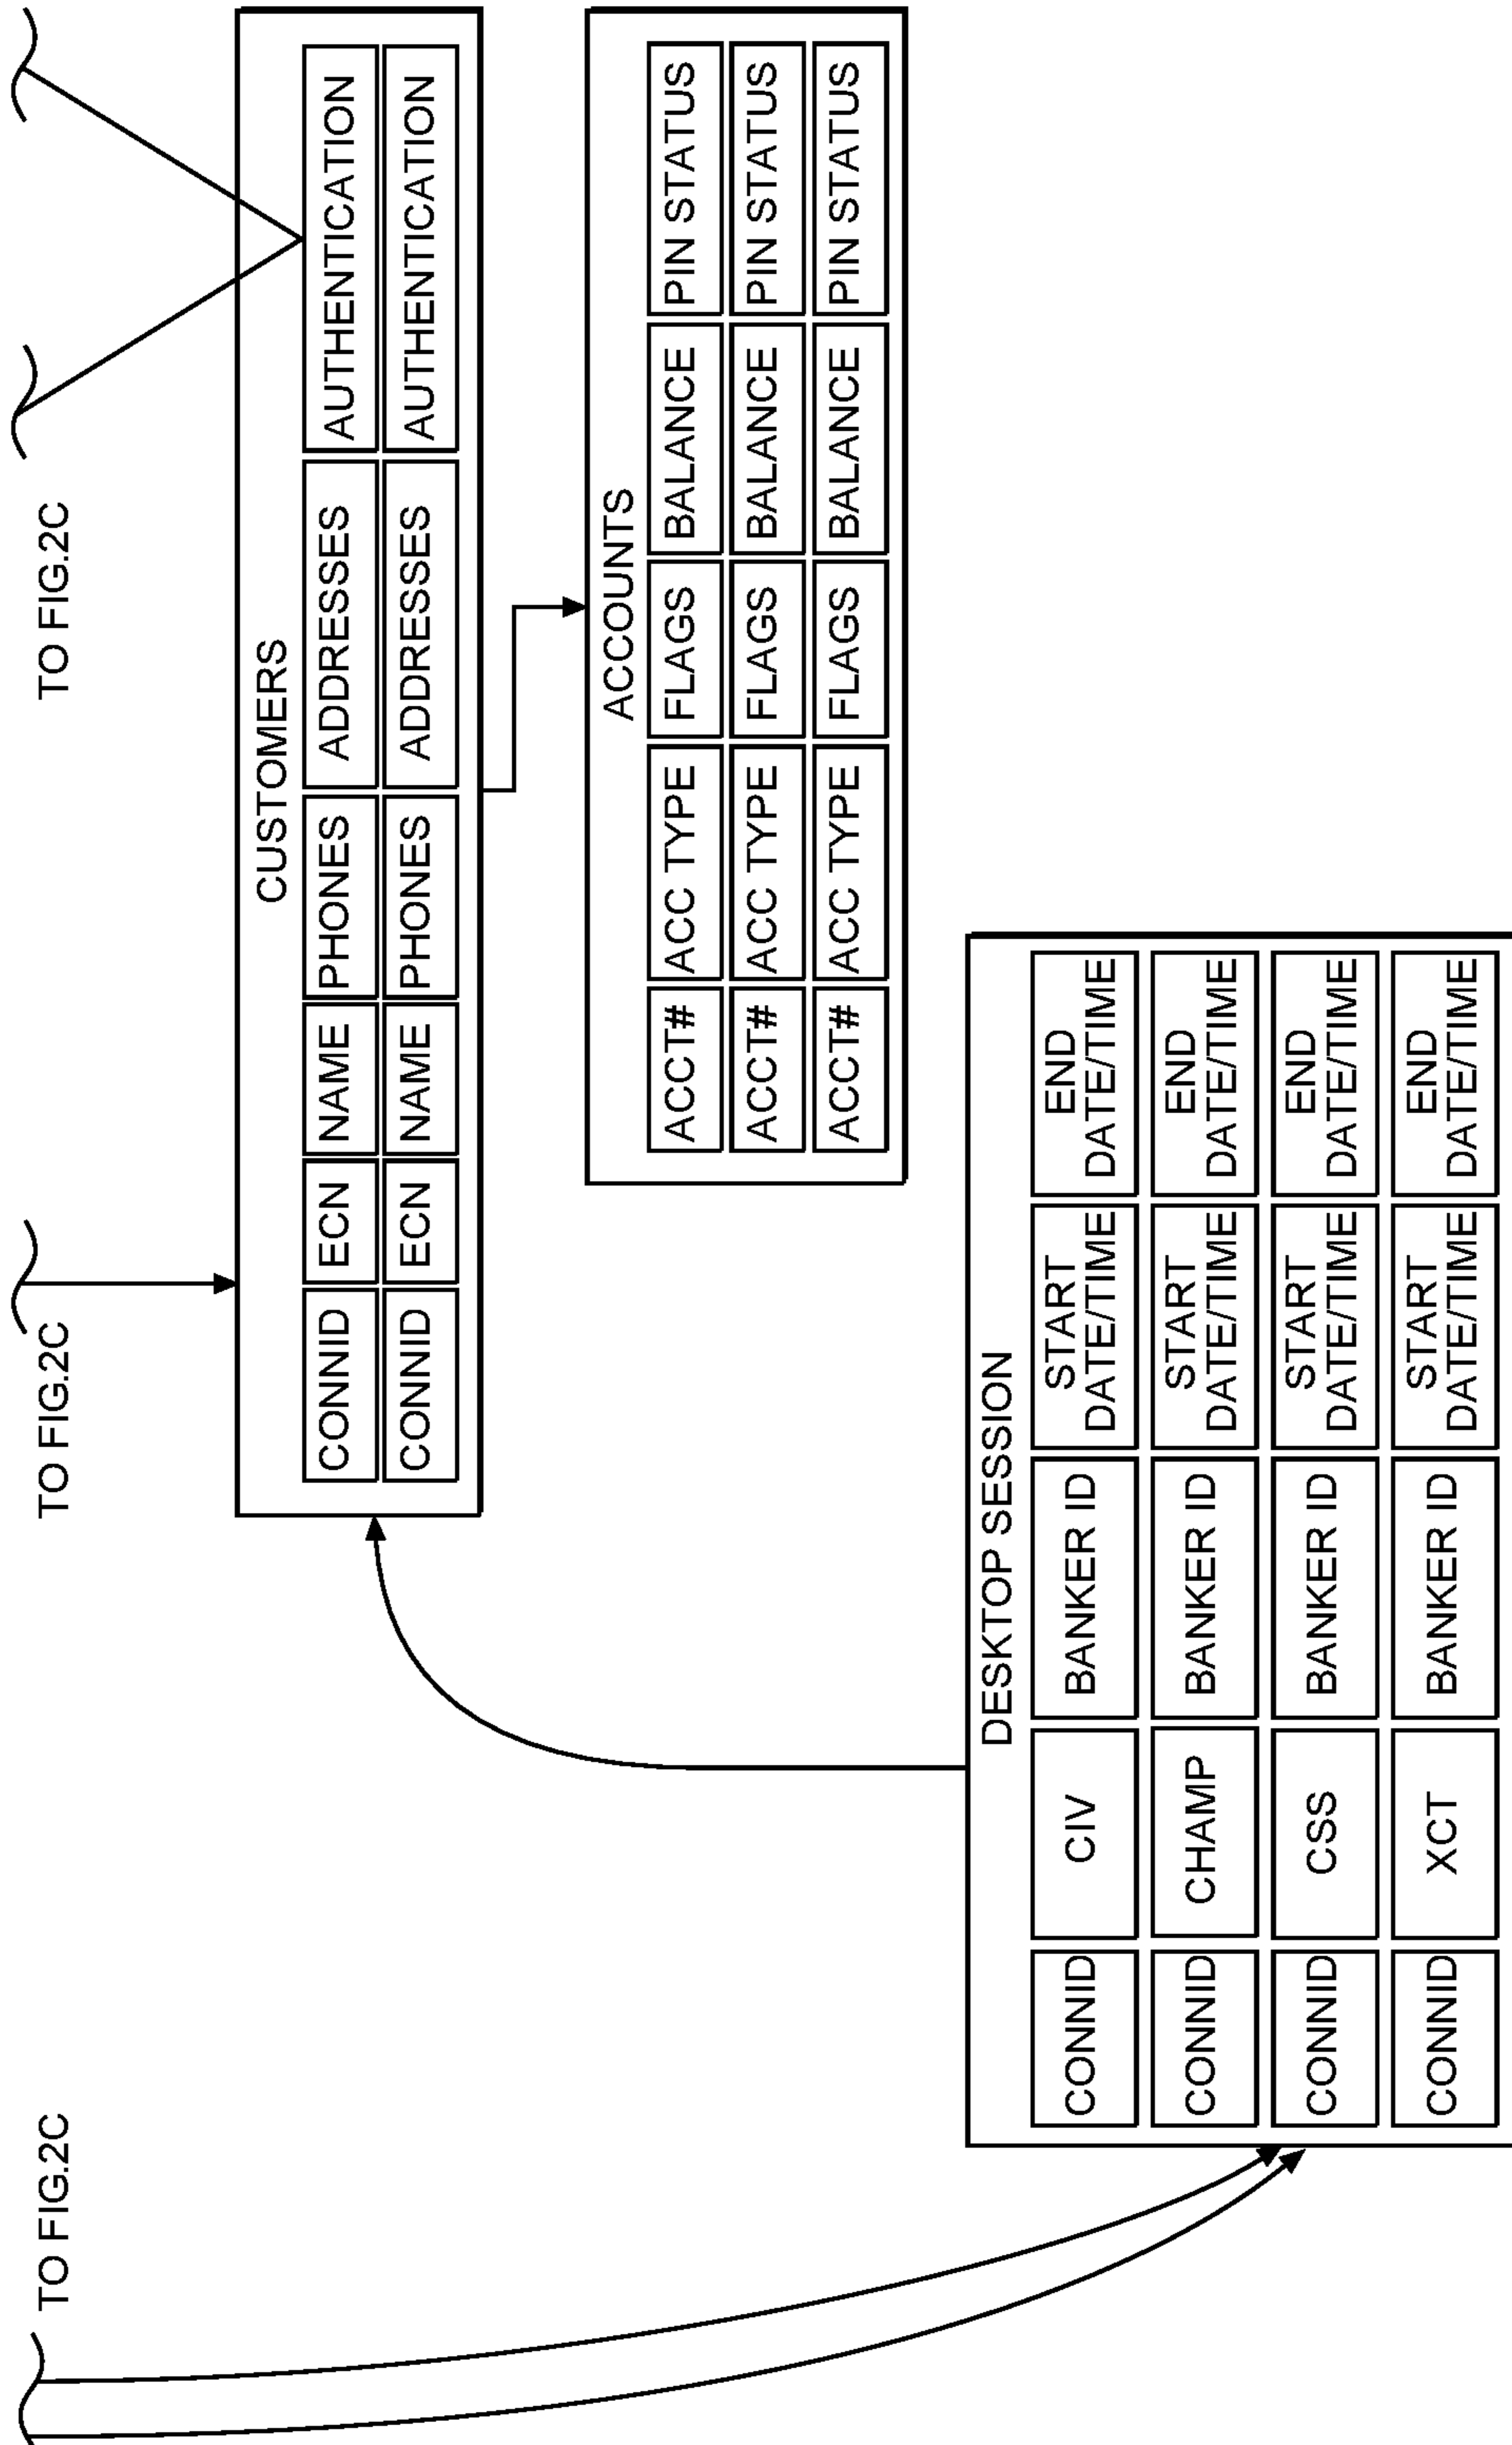 TO FIG.2C
TO FIG.2C
TO FIG.2C
CUSTOMERS
CONNID ECN NAME PHONES ADDRESSES AUTHENTICATION
CONNID ECN NAME PHONES ADDRESSES AUTHENTICATION
ACCOUNTS
ACCT# ACC TYPE FLAGS BALANCE PIN STATUS
ACCT# ACC TYPE FLAGS BALANCE PIN STATUS
ACCT# ACC TYPE FLAGS BALANCE PIN STATUS
DESKTOP SESSION
CONNID CIV BANKER ID START DATE/TIME END DATE/TIME
CONNID CHAMP BANKER ID START DATE/TIME END DATE/TIME
CONNID CSS BANKER ID START DATE/TIME END DATE/TIME
CONNID XCT BANKER ID START DATE/TIME END DATE/TIME